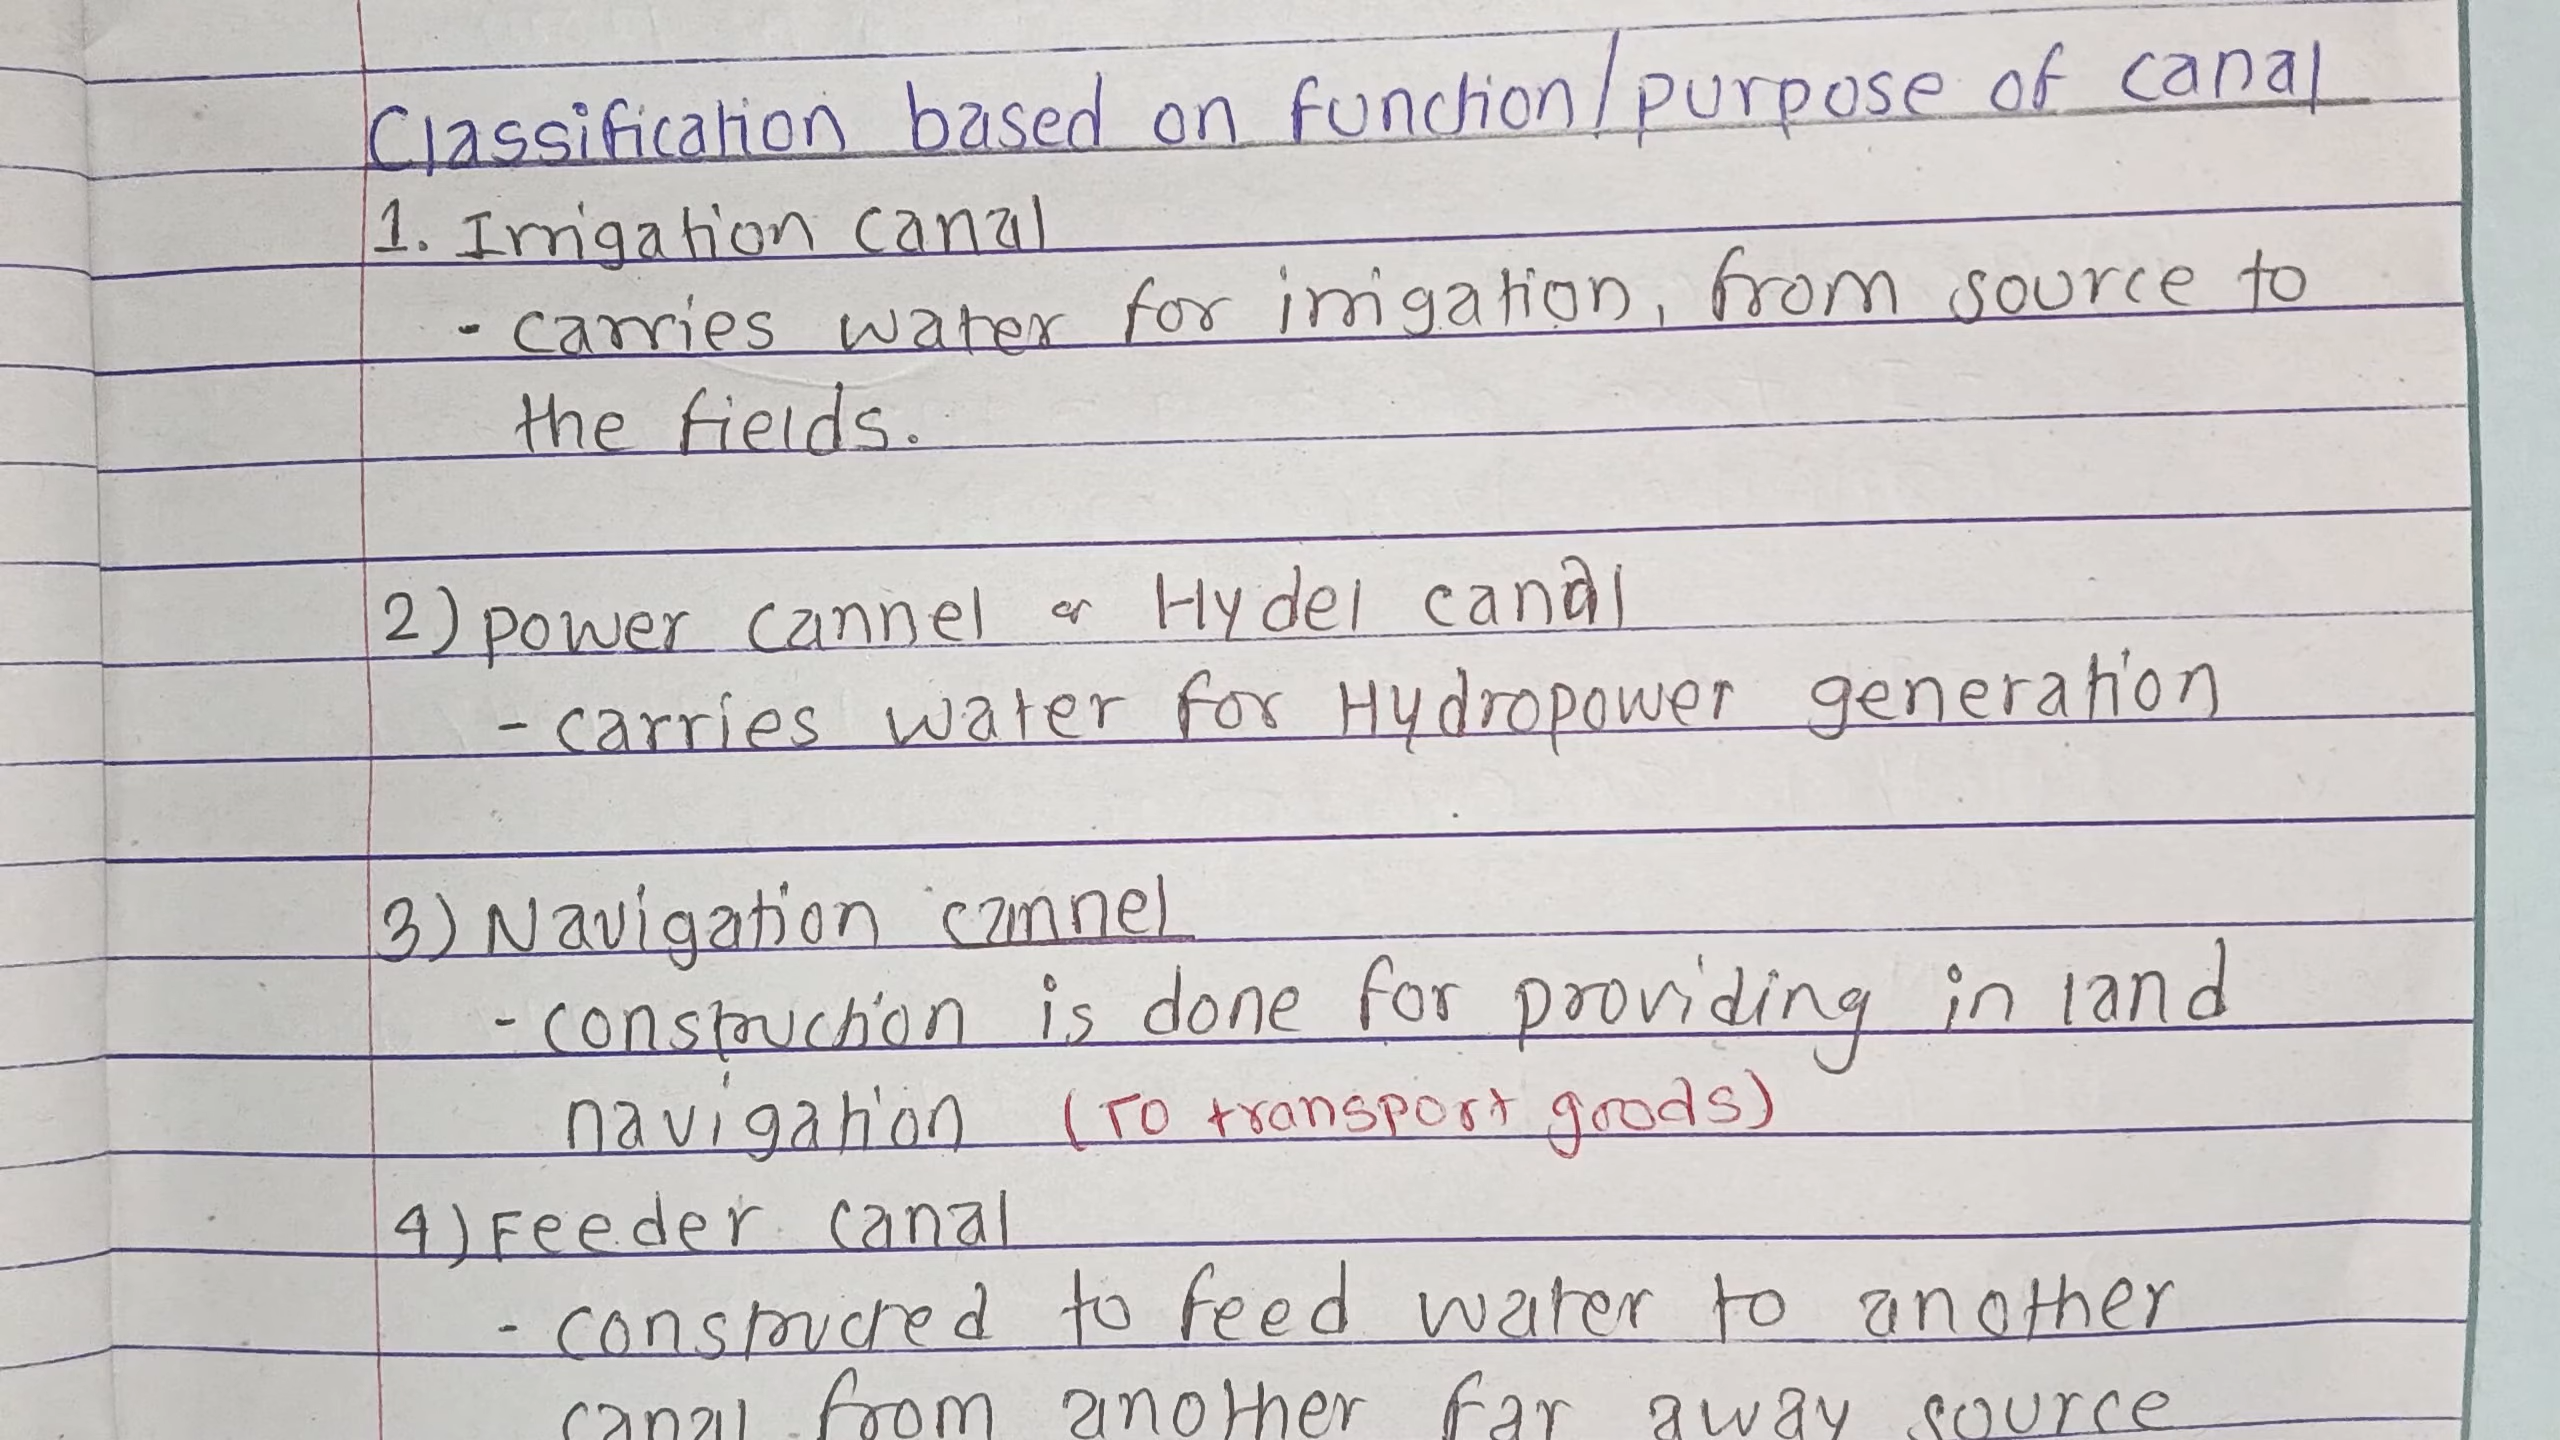 Classification based on function/purpose of canal
1. Irrigation canal
- carries water for irrigation, from source to
the fields.
2) power cannel or Hydel canal
- carries water for Hydropower generation
3) Navigation cannel
- construction is done for providing in land
navigation (To transport goods)
4) Feeder canal
- constructed to feed water to another
canal from another far away source